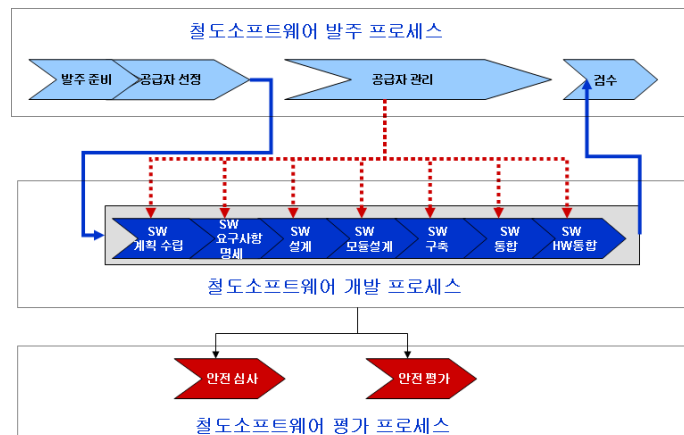 철도소프트웨어 발주 프로세스
발주 준비
공급자 선정
공급자 관리
검수
SW
계획 수립
SW
요구사항
명세
SW
설계
SW
모듈설계
SW
구축
SW
통합
SW
HW통합
철도소프트웨어 개발 프로세스
안전 심사
안전 평가
철도소프트웨어 평가 프로세스